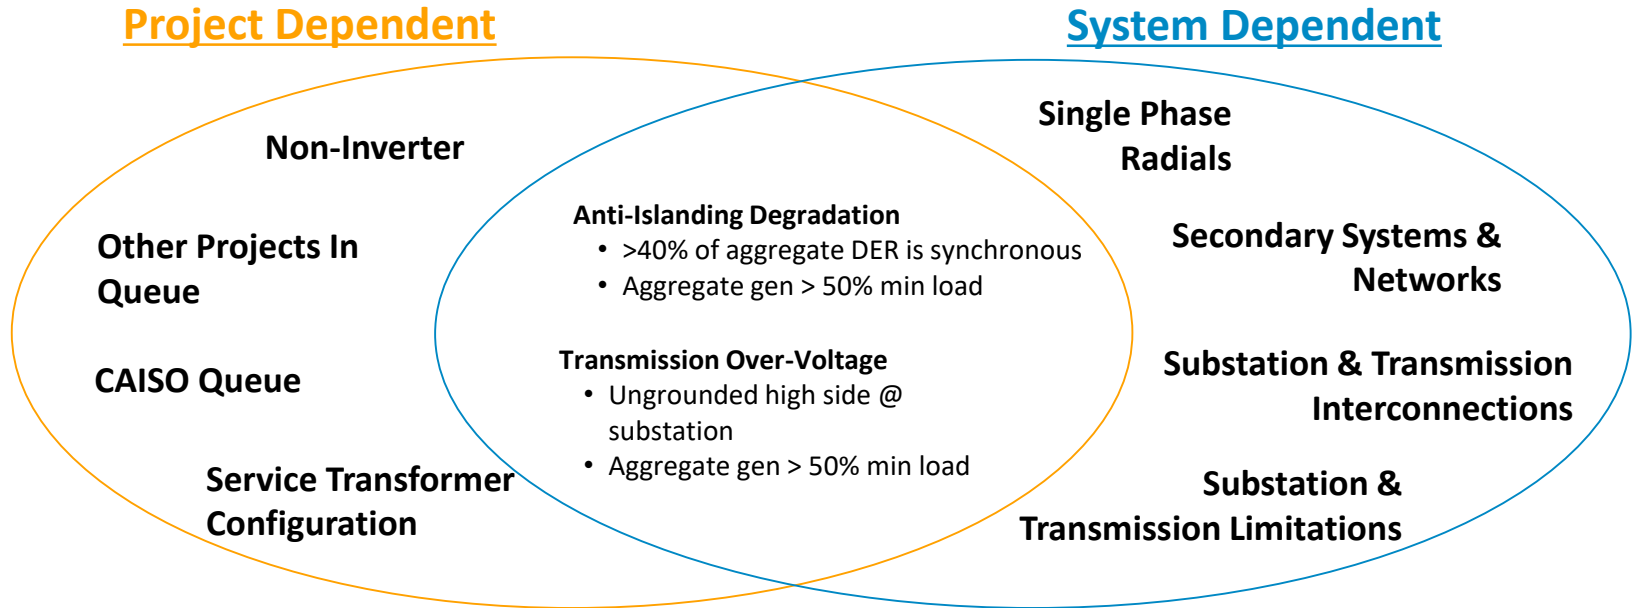 Project Dependent
System Dependent
Non-Inverter
Other Projects In
Queue
CAISO Queue
Service Transformer
Configuration
Anti-Islanding Degradation
• >40% of aggregate DER is synchronous
• Aggregate gen > 50% min load
Transmission Over-Voltage
• Ungrounded high side @
substation
• Aggregate gen > 50% min load
Single Phase
Radials
Secondary Systems &
Networks
Substation & Transmission
Interconnections
Substation &
Transmission Limitations